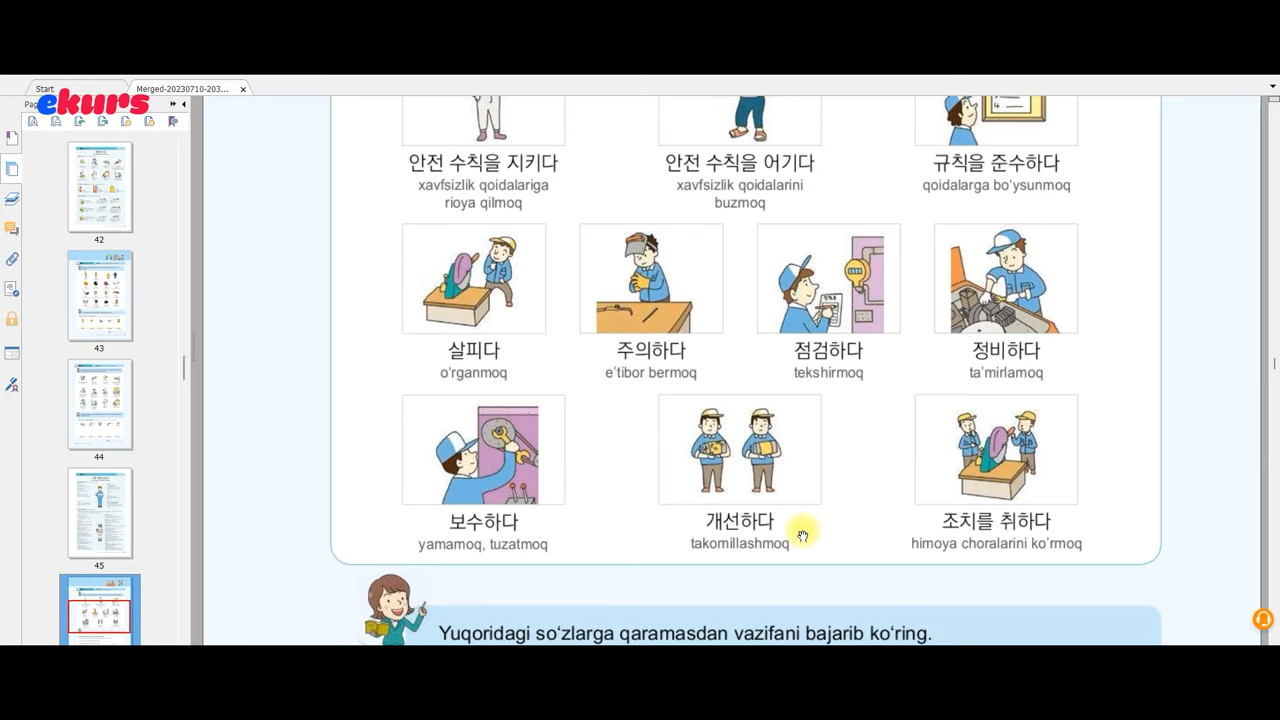 Start
Merged-20230710-203...
ekurs
안전 수칙을 지키다
xavfsizlik qoidalariga
rioya qilmoq
안전 수칙을 어기다
xavfsizlik qoidalarini
buzmoq
규칙을 준수하다
qoidalarga bo‘ysunmoq
살피다
o‘rganmoq
주의하다
e’tibor bermoq
점검하다
tekshirmoq
정비하다
ta’mirlamoq
보수하다
yamamoq, tuzatmoq
개선하다
takomillashmoq
조치를 취하다
himoya choralarini ko‘rmoq
Yuqoridagi so‘zlarga qaramasdan vazifani bajarib ko‘ring.
42
43
44
45